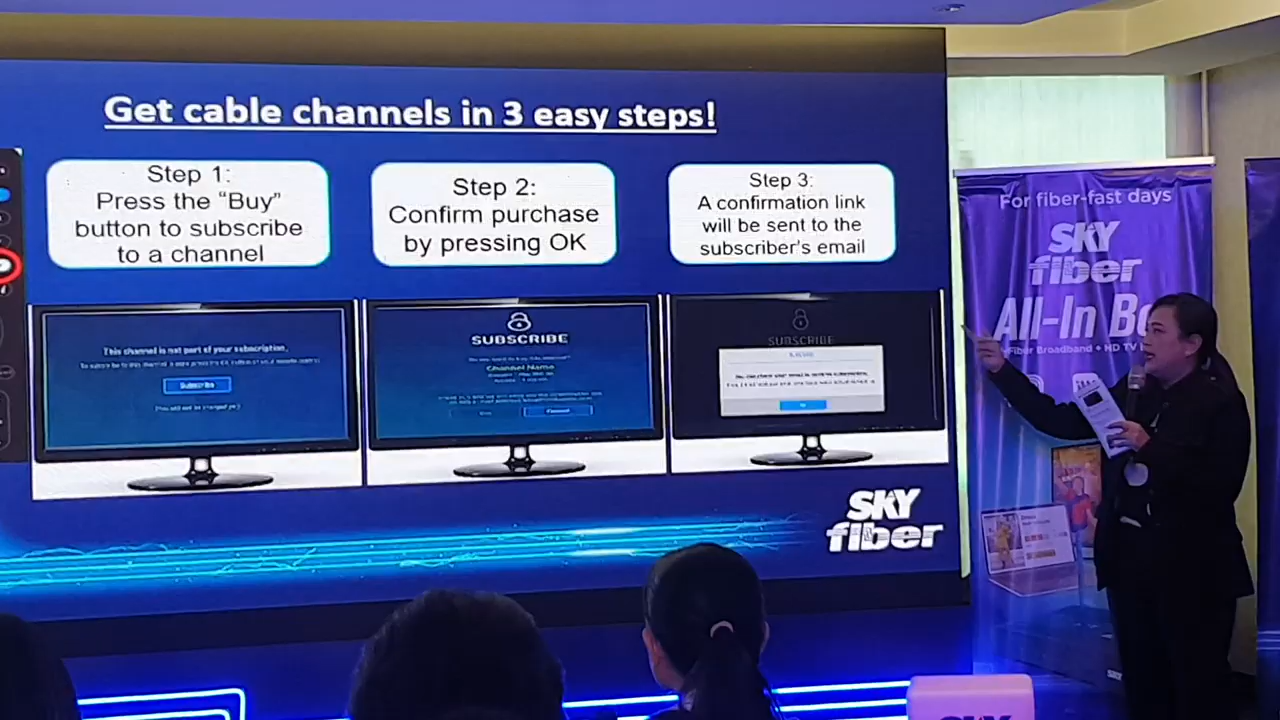 Get cable channels in 3 easy steps!
Step 1:
Press the “Buy”
button to subscribe
to a channel
Step 2:
Confirm purchase
by pressing OK
Step 3:
A confirmation link
will be sent to the
subscriber's email
This channel is not part of your subscription.
Subscribe
SUBSCRIBE
Channel Name
SUBSCRIBE
SKY
fiber
For fiber-fast days
SKY
fiber
All-In Bo
Fiber Broadband • HD TV
SKY